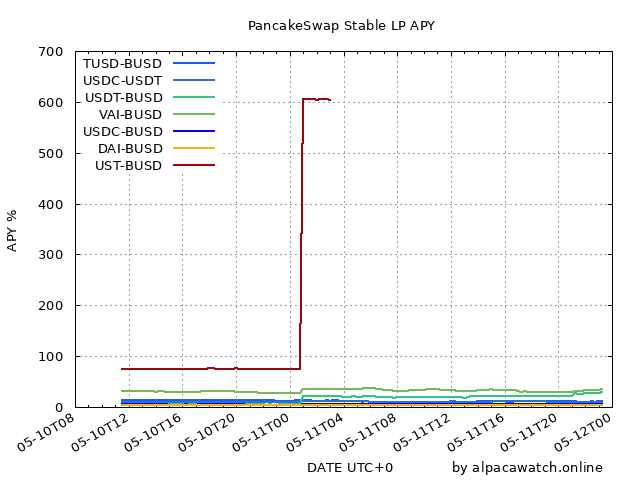 PancakeSwap Stable LP APY
700
600
500
400
300
200
100
0
APY %
TUSD-BUSD
USDC-USDT
USDT-BUSD
VAI-BUSD
USDC-BUSD
DAI-BUSD
UST-BUSD
05-10T08
05-10T12
05-10T16
05-10T20
05-11T00
05-11T04
05-11T08
05-11T12
05-11T16
05-11T20
05-12T00
DATE UTC+0
by alpacawatch.online